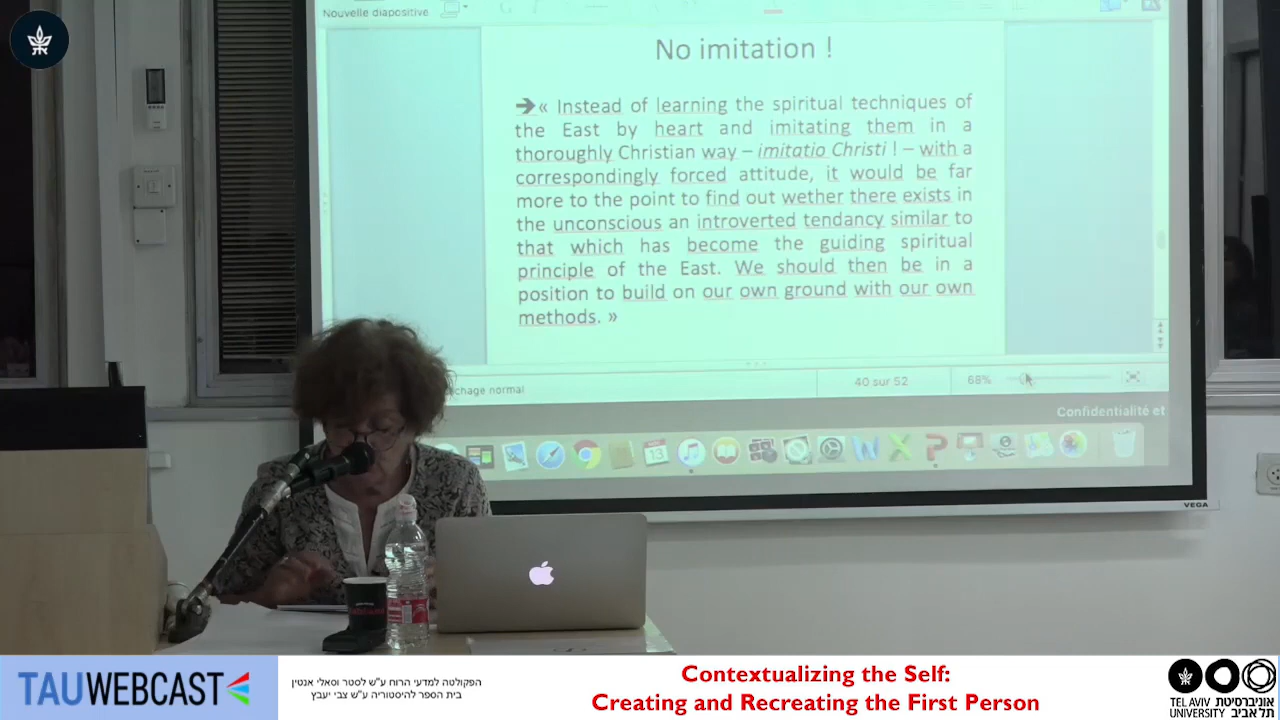 Nouvelle diapositive
No imitation !
➔« Instead of learning the spiritual techniques of
the East by heart and imitating them in a
thoroughly Christian way – imitatio Christi ! – with a
correspondingly forced attitude, it would be far
more to the point to find out wether there exists in
the unconscious an introverted tendancy similar to
that which has become the guiding spiritual
principle of the East. We should then be in a
position to build on our own ground with our own
methods. »
chage normal
40 sur 52
68%
Confidentialité et
13
VEGA
TAUWEBCAST
הפקולטה למדעי הרוח ע"ש לסטר וסאלי אנטין
בית הספר להיסטוריה ע"ש צבי יעבץ
Contextualizing the Self:
Creating and Recreating the First Person
TEL AVIV אוניברסיטת
UNIVERSITY תל אביב